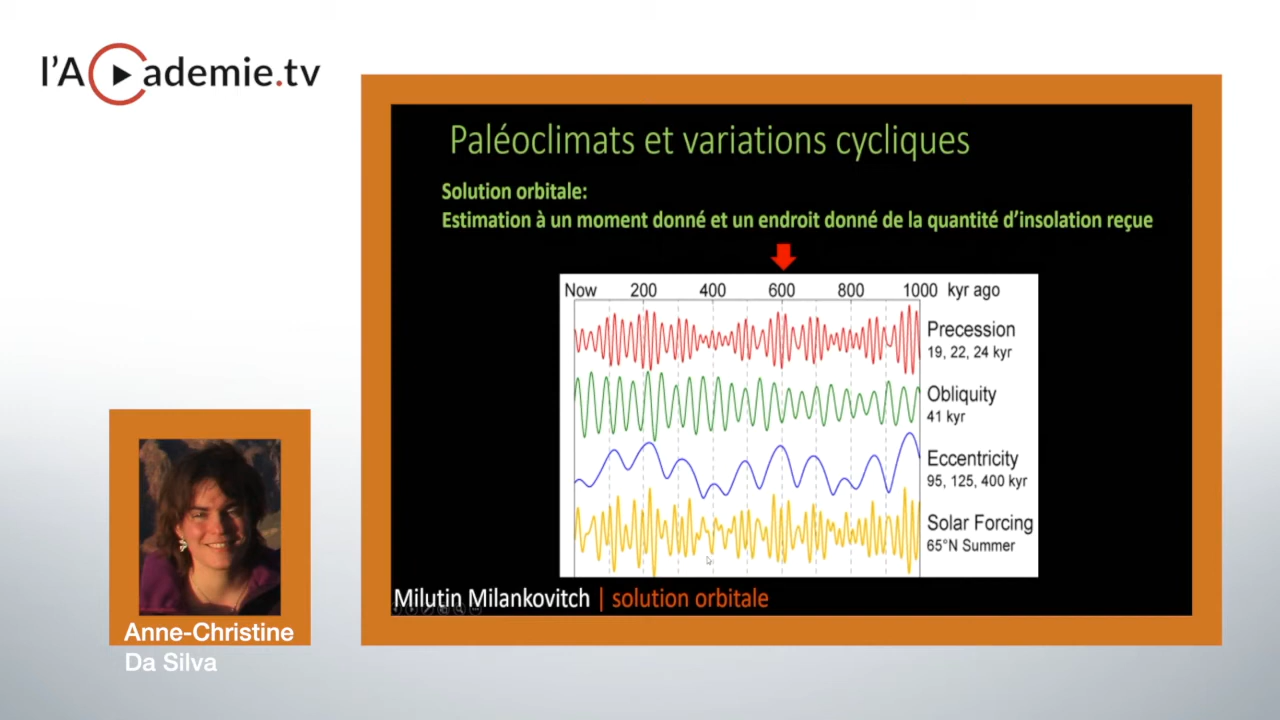 l'Académie.tv
Paléoclimats et variations cycliques
Solution orbitale:
Estimation à un moment donné et un endroit donné de la quantité d'insolation reçue
Now 200 400 600 800 1000 kyr ago
Precession
19, 22, 24 kyr
Obliquity
41 kyr
Eccentricity
95, 125, 400 kyr
Solar Forcing
65°N Summer
Milutin Milankovitch | solution orbitale
Anne-Christine
Da Silva